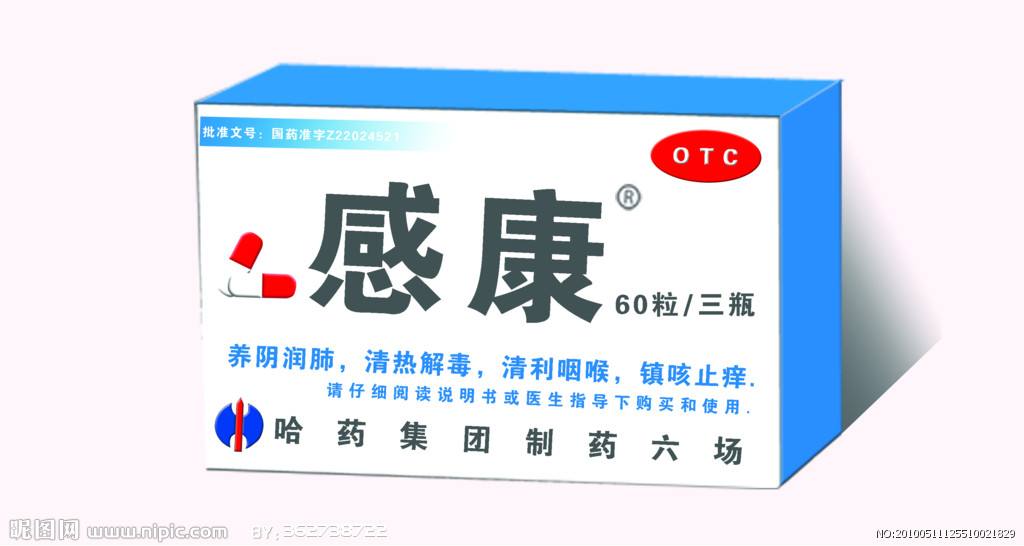 批准文号：国药准字Z22024521
OTC
感康®
60粒/三瓶
养阴润肺，清热解毒，清利咽喉，镇咳止痒.
请仔细阅读说明书或医生指导下购买和使用.
哈药集团制药六场
昵图网 www.nipic.com BY:362738722
NO:20100511125510021829